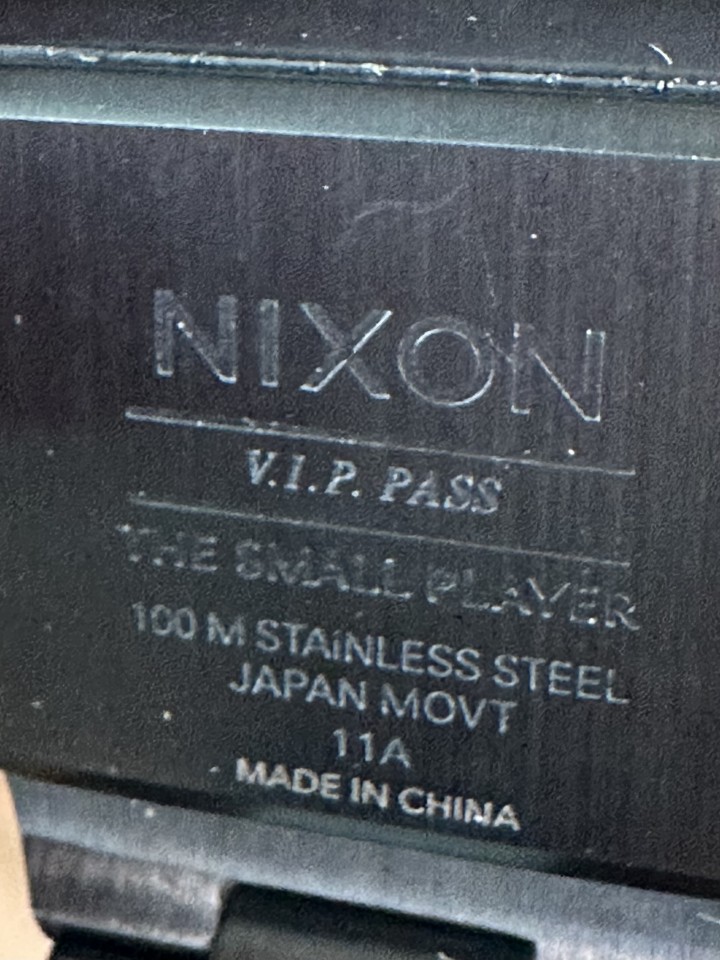 NIXON
V.I.P. PASS
THE SMALL PLAYER
100 M STAINLESS STEEL
JAPAN MOVT
11A
MADE IN CHINA